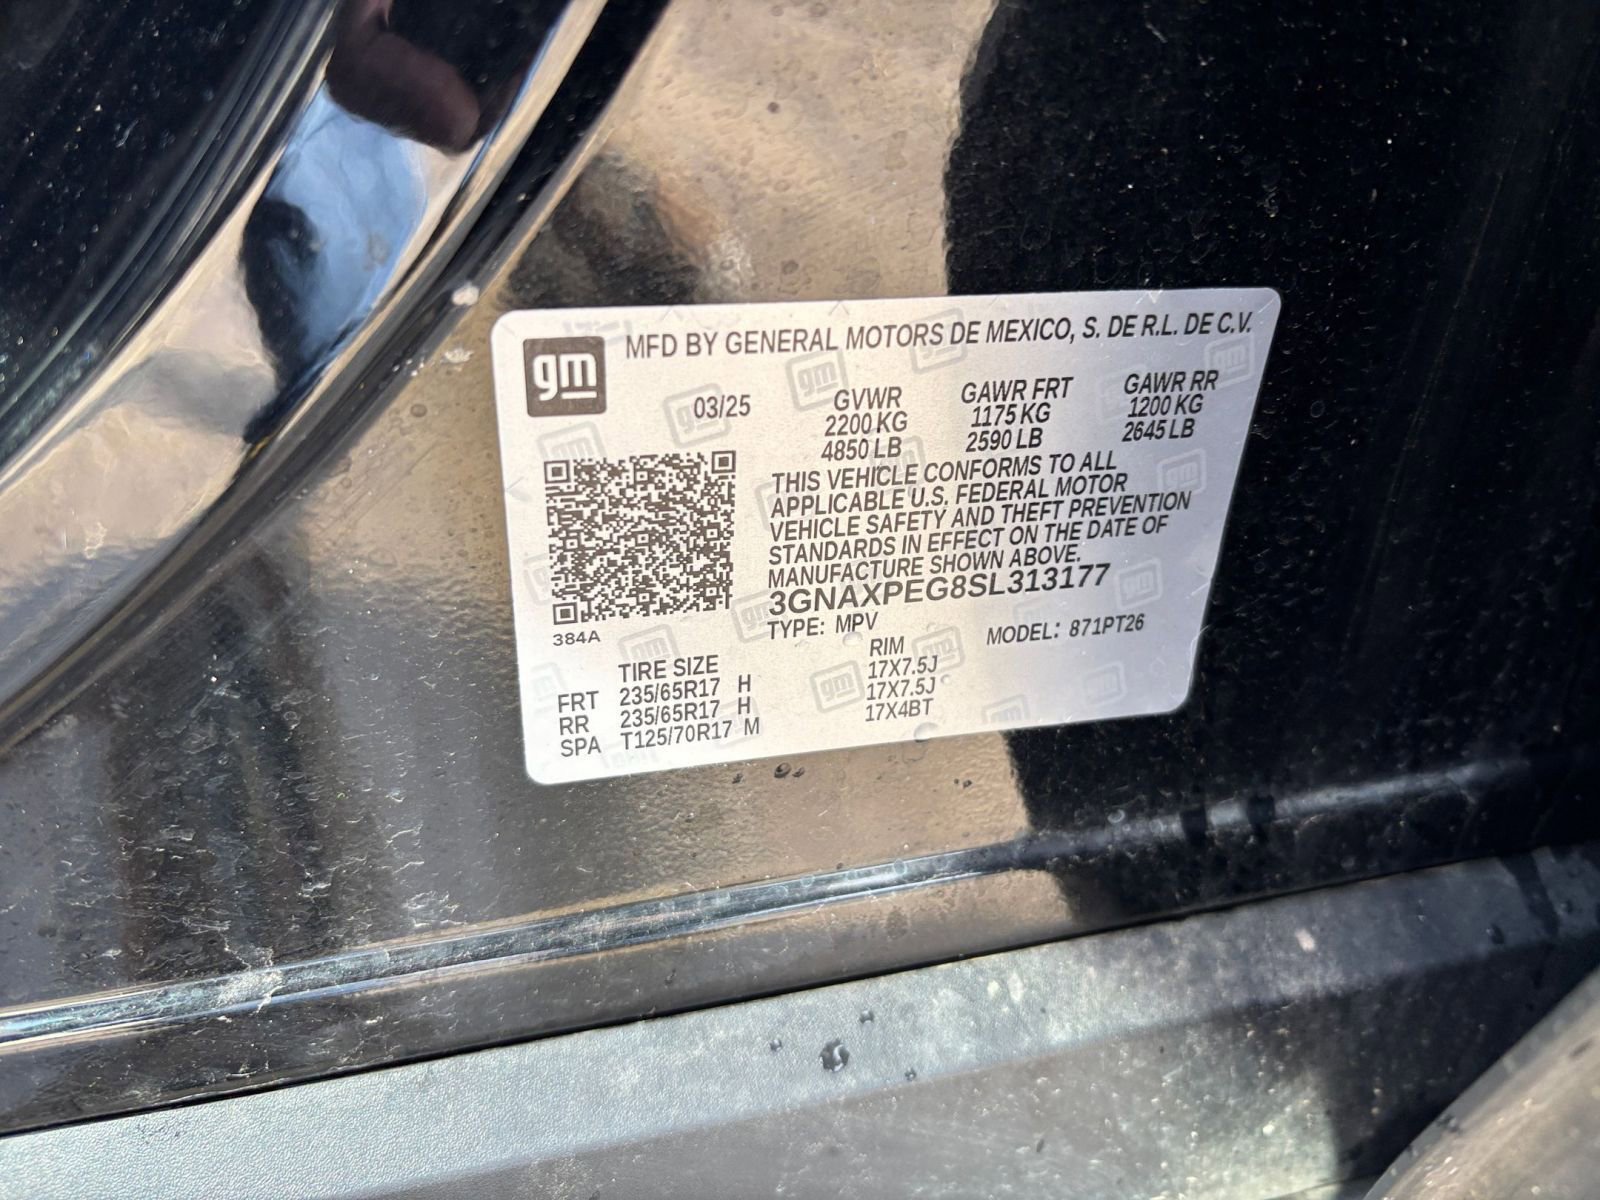 gm
MFD BY GENERAL MOTORS DE MEXICO, S. DE R.L. DE C.V.
03/25
GVWR GAWR FRT GAWR RR
2200 KG 1175 KG 1200 KG
4850 LB 2590 LB 2645 LB
THIS VEHICLE CONFORMS TO ALL
APPLICABLE U.S. FEDERAL MOTOR
VEHICLE SAFETY AND THEFT PREVENTION
STANDARDS IN EFFECT ON THE DATE OF
MANUFACTURE SHOWN ABOVE.
3GNAXPEG8SL313177
384A
TYPE: MPV MODEL: 871PT26
TIRE SIZE RIM
FRT 235/65R17 H 17X7.5J
RR 235/65R17 H 17X7.5J
SPA T125/70R17 M 17X4BT